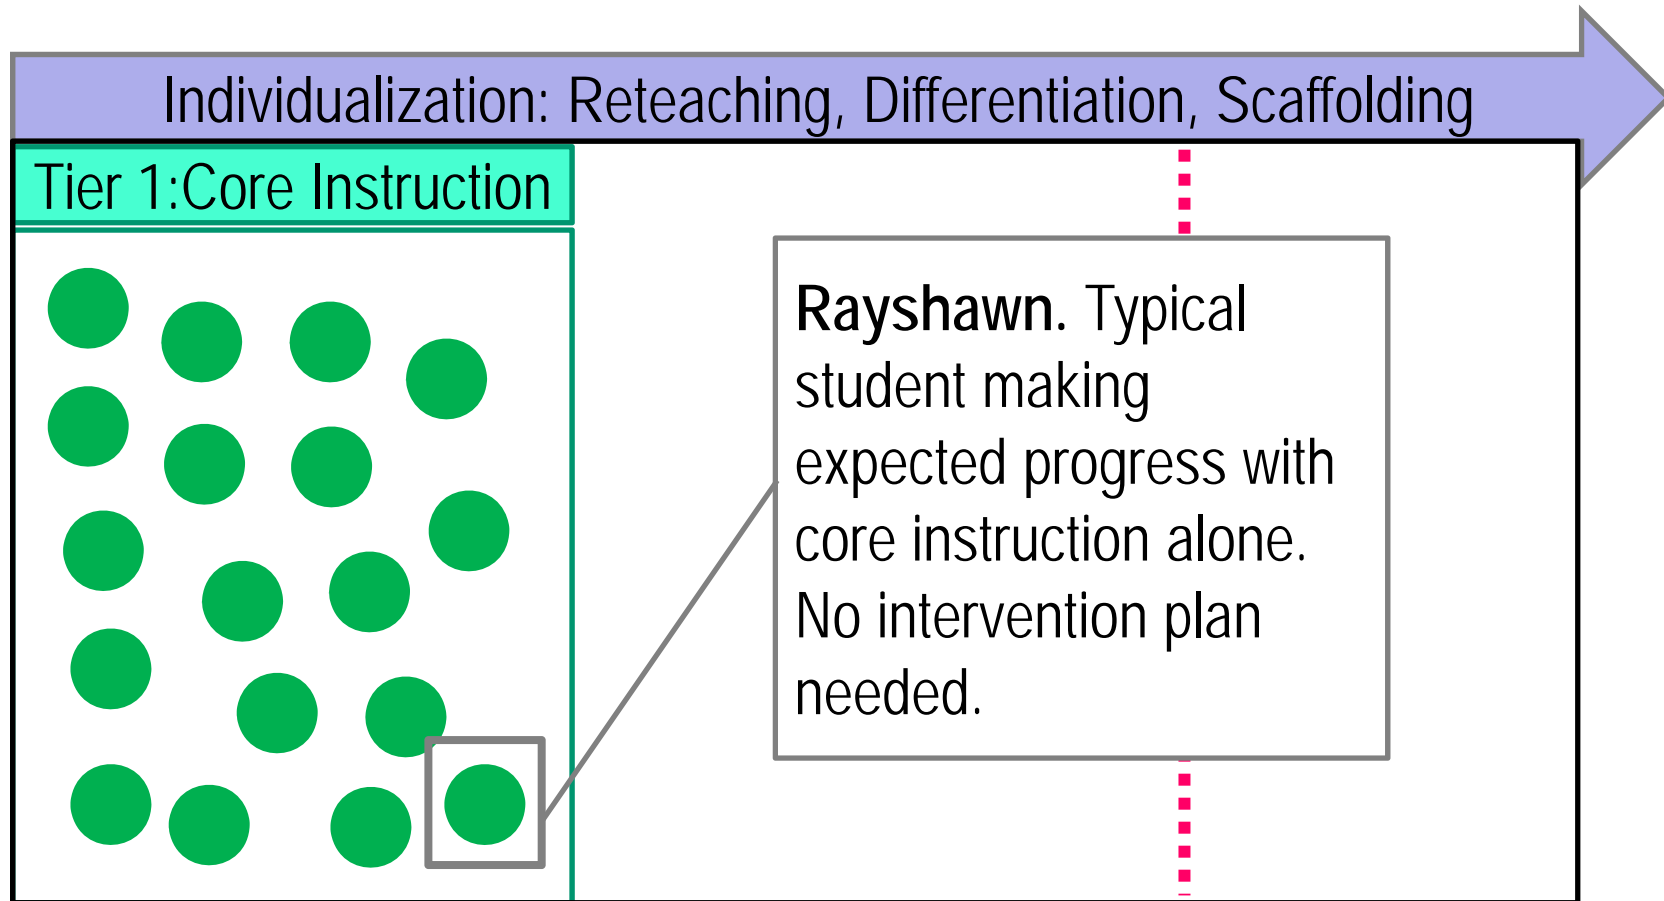 Individualization: Reteaching, Differentiation, Scaffolding
Tier 1:Core Instruction
Rayshawn. Typical
student making
expected progress with
core instruction alone.
No intervention plan
needed.